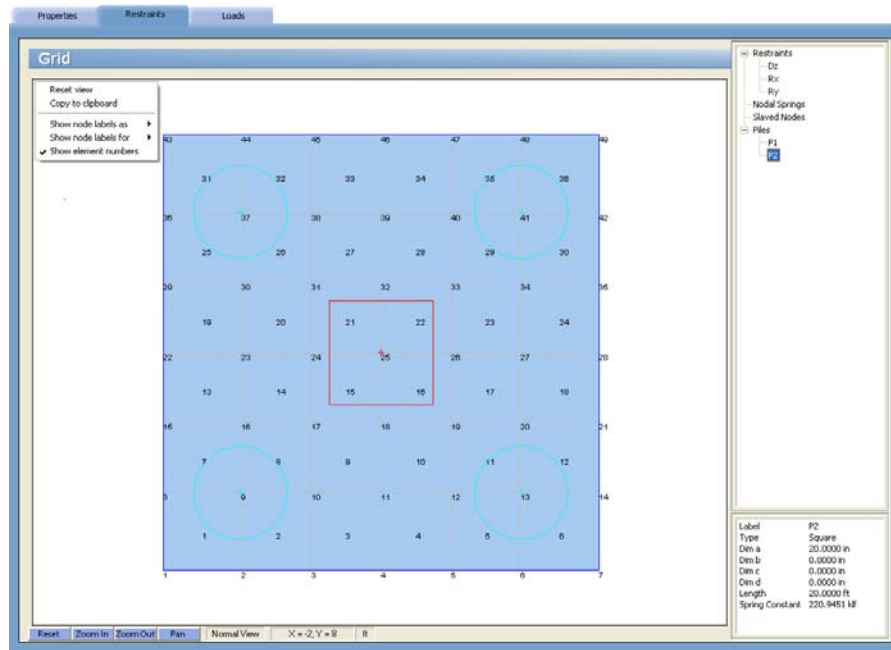 Properties Restraints Loads
Grid
Reset view
Copy to clipboard
Show node labels as
Show node labels for
Show element numbers
43 44 45 46 47 48 49
31 32 33 34 35 36
36 37 38 39 40 41 42
25 26 27 28 29 30
29 30 31 32 33 34 35
19 20 21 22 23 24
22 23 24 25 26 27 28
13 14 15 16 17 18
15 16 17 18 19 20 21
7 8 9 10 11 12
8 9 10 11 12 13 14
1 2 3 4 5 6
1 2 3 4 5 6 7
Reset Zoom In Zoom Out Pan Normal View X = -2, Y = 8 ft
Restraints
Dz
Rx
Ry
Nodal Springs
Slaved Nodes
Piles
P1
P2
Label P2
Type Square
Dim a 20.0000 in
Dim b 0.0000 in
Dim c 0.0000 in
Dim d 0.0000 in
Length 20.0000 ft
Spring Constant 220.9451 klf